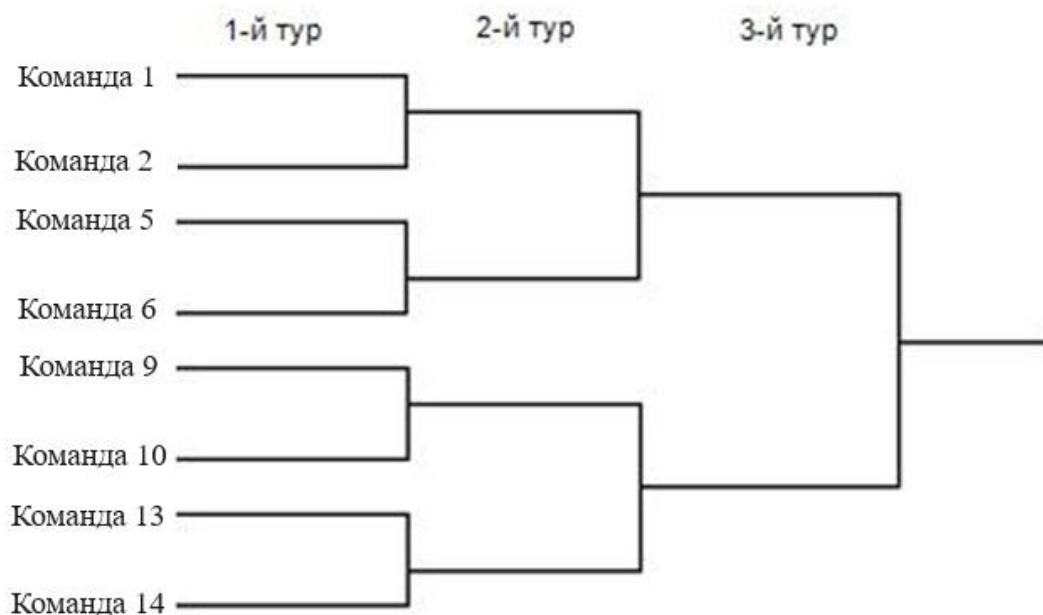 1-й тур 2-й тур 3-й тур
Команда 1
Команда 2
Команда 5
Команда 6
Команда 9
Команда 10
Команда 13
Команда 14